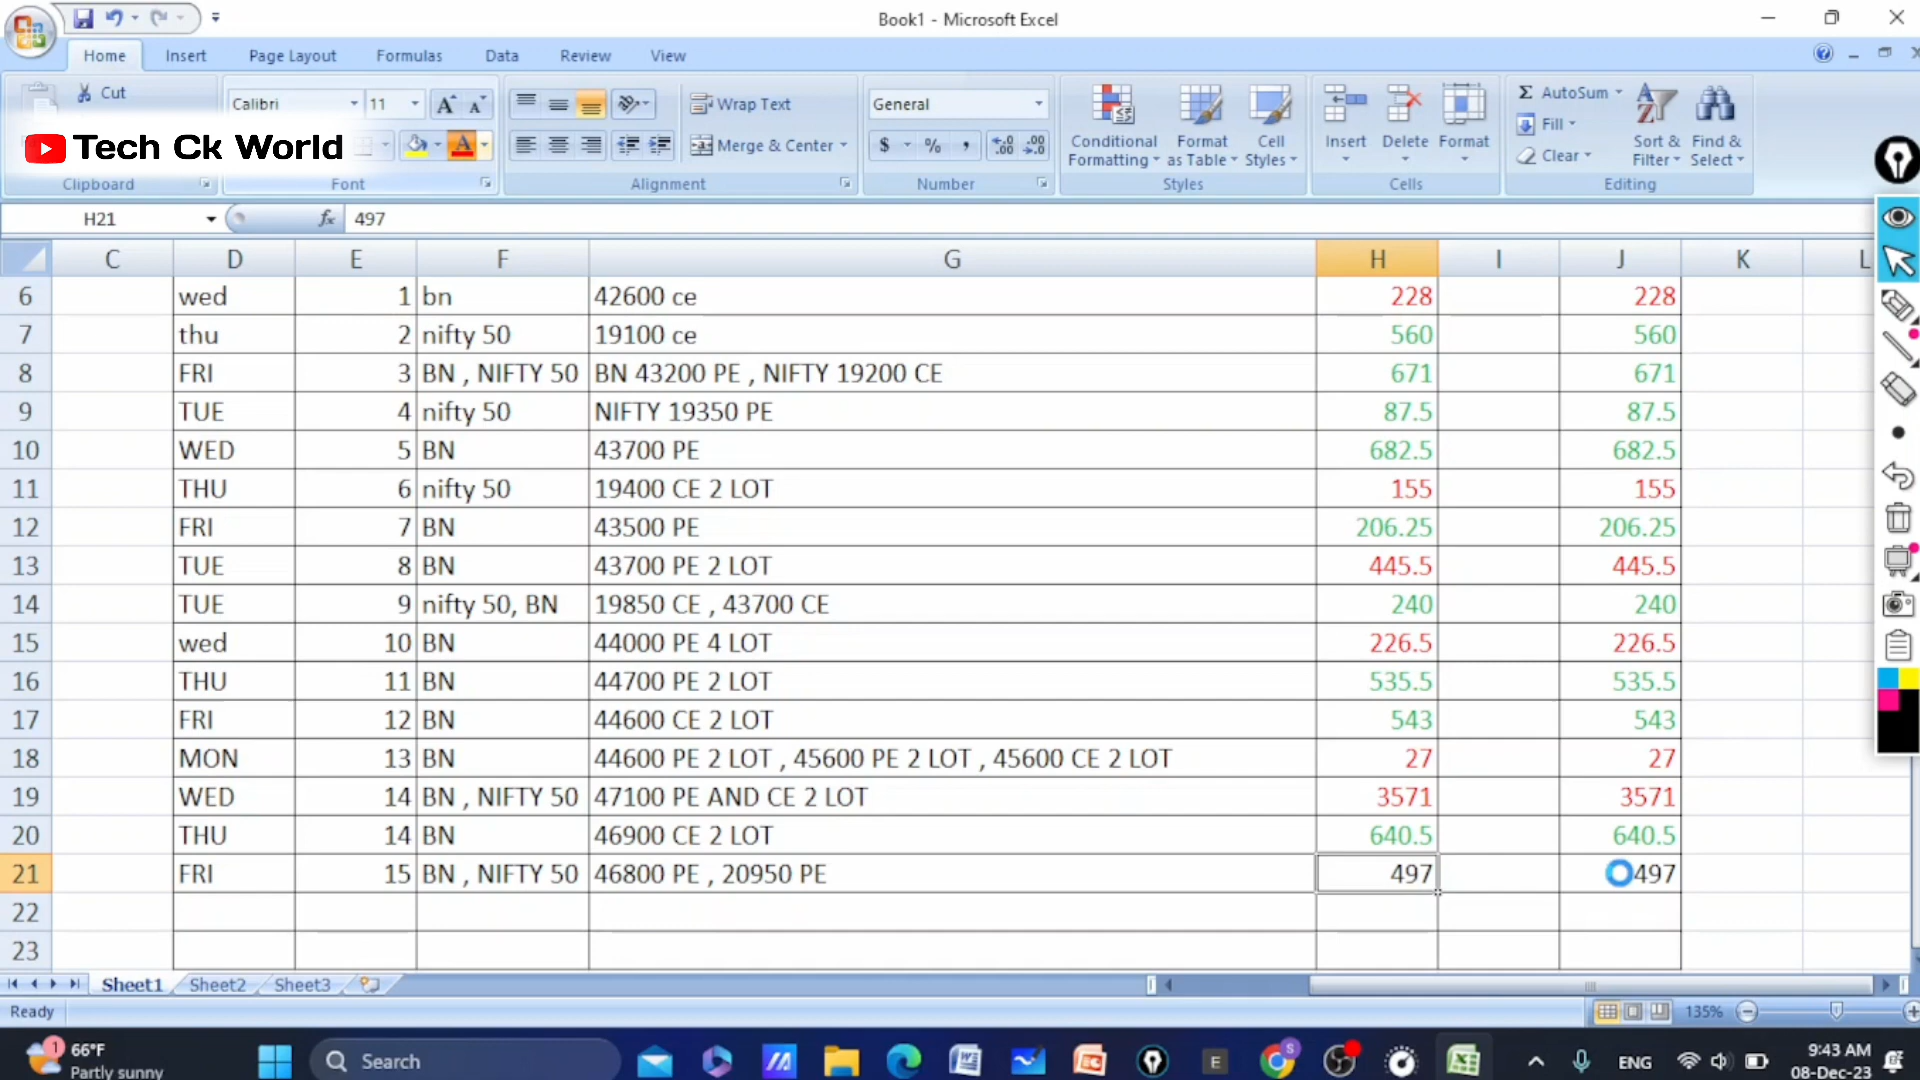 Book1 - Microsoft Excel
Home Insert Page Layout Formulas Data Review View
Cut Calibri 11 Wrap Text General AutoSum
Tech Ck World Merge & Center $ % , Conditional Formatting Format as Table Cell Styles Insert Delete Format Fill Clear Sort & Filter Find & Select
Clipboard Font Alignment Number Styles Cells Editing
H21 fx 497
C D E F G H I J K L
6 wed 1 bn 42600 ce 228 228
7 thu 2 nifty 50 19100 ce 560 560
8 FRI 3 BN , NIFTY 50 BN 43200 PE , NIFTY 19200 CE 671 671
9 TUE 4 nifty 50 NIFTY 19350 PE 87.5 87.5
10 WED 5 BN 43700 PE 682.5 682.5
11 THU 6 nifty 50 19400 CE 2 LOT 155 155
12 FRI 7 BN 43500 PE 206.25 206.25
13 TUE 8 BN 43700 PE 2 LOT 445.5 445.5
14 TUE 9 nifty 50, BN 19850 CE , 43700 CE 240 240
15 wed 10 BN 44000 PE 4 LOT 226.5 226.5
16 THU 11 BN 44700 PE 2 LOT 535.5 535.5
17 FRI 12 BN 44600 CE 2 LOT 543 543
18 MON 13 BN 44600 PE 2 LOT , 45600 PE 2 LOT , 45600 CE 2 LOT 27 27
19 WED 14 BN , NIFTY 50 47100 PE AND CE 2 LOT 3571 3571
20 THU 14 BN 46900 CE 2 LOT 640.5 640.5
21 FRI 15 BN , NIFTY 50 46800 PE , 20950 PE 497 497
22
23
Sheet1 Sheet2 Sheet3
Ready 135%
1 66°F Search ENG 9:43 AM
Partly sunny 08-Dec-23